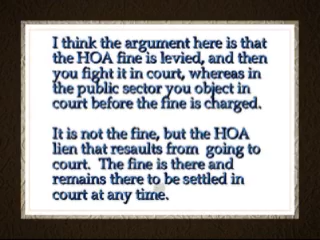 I think the argument here is that
the HOA fine is levied, and then
you fight it in court, whereas in
the public sector you object in
court before the fine is charged.

It is not the fine, but the HOA
lien that resaults from going to
court. The fine is there and
remains there to be settled in
court at any time.